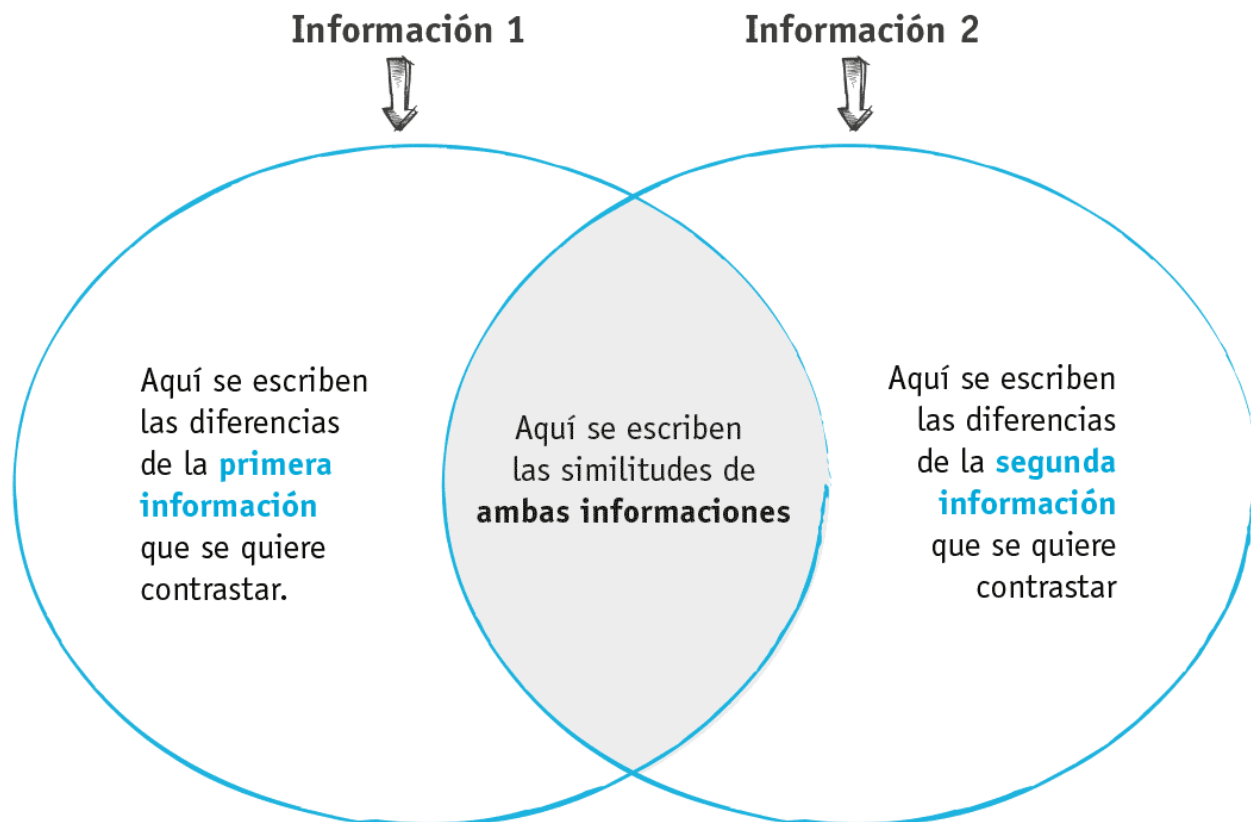 Información 1
Información 2
Aquí se escriben
las diferencias
de la primera
información
que se quiere
contrastar.
Aquí se escriben
las similitudes de
ambas informaciones
Aquí se escriben
las diferencias
de la segunda
información
que se quiere
contrastar